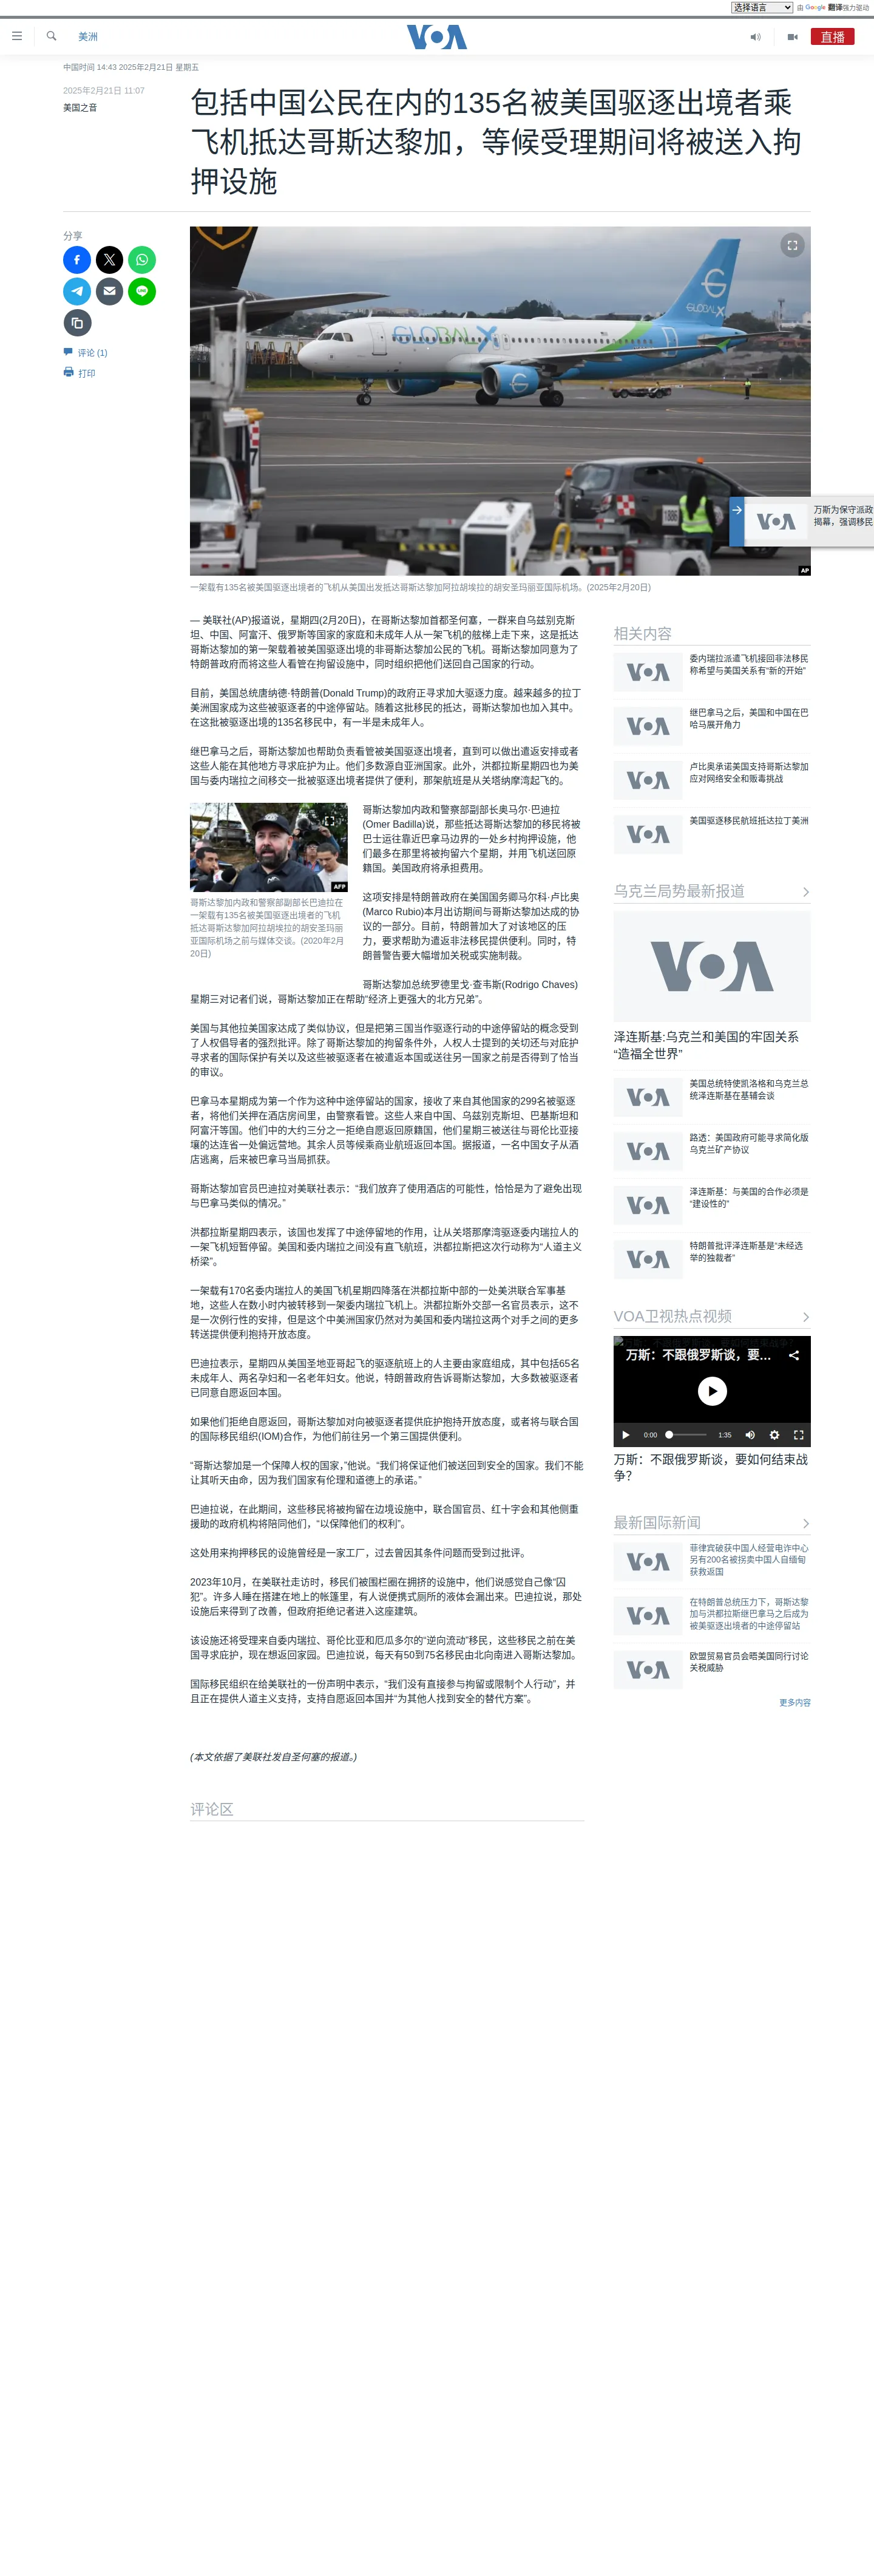 选择语言
由 Google 翻译强力驱动
美洲
VOA
直播
中国时间 14:43 2025年2月21日 星期五
2025年2月21日 11:07
美国之音
包括中国公民在内的135名被美国驱逐出境者乘
飞机抵达哥斯达黎加，等候受理期间将被送入拘
押设施
分享
评论 (1)
打印
GLOBALX
GLOBAL X
AP
一架载有135名被美国驱逐出境者的飞机从美国出发抵达哥斯达黎加阿拉胡埃拉的胡安圣玛丽亚国际机场。(2025年2月20日)
万斯为保守派政
揭幕，强调移民
— 美联社(AP)报道说，星期四(2月20日)，在哥斯达黎加首都圣何塞，一群来自乌兹别克斯
坦、中国、阿富汗、俄罗斯等国家的家庭和未成年人从一架飞机的舷梯上走下来，这是抵达
哥斯达黎加的第一架载着被美国驱逐出境的非哥斯达黎加公民的飞机。哥斯达黎加同意为了
特朗普政府而将这些人看管在拘留设施中，同时组织把他们送回自己国家的行动。
目前，美国总统唐纳德·特朗普(Donald Trump)的政府正寻求加大驱逐力度。越来越多的拉丁
美洲国家成为这些被驱逐者的中途停留站。随着这批移民的抵达，哥斯达黎加也加入其中。
在这批被驱逐出境的135名移民中，有一半是未成年人。
继巴拿马之后，哥斯达黎加也帮助负责看管被美国驱逐出境者，直到可以做出遣返安排或者
这些人能在其他地方寻求庇护为止。他们多数源自亚洲国家。此外，洪都拉斯星期四也为美
国与委内瑞拉之间移交一批被驱逐出境者提供了便利，那架航班是从关塔纳摩湾起飞的。
AFP
哥斯达黎加内政和警察部副部长巴迪拉在
一架载有135名被美国驱逐出境者的飞机
抵达哥斯达黎加阿拉胡埃拉的胡安圣玛丽
亚国际机场之前与媒体交谈。(2020年2月
20日)
哥斯达黎加内政和警察部副部长奥马尔·巴迪拉
(Omer Badilla)说，那些抵达哥斯达黎加的移民将被
巴士运往靠近巴拿马边界的一处乡村拘押设施，他
们最多在那里将被拘留六个星期，并用飞机送回原
籍国。美国政府将承担费用。
这项安排是特朗普政府在美国国务卿马尔科·卢比奥
(Marco Rubio)本月出访期间与哥斯达黎加达成的协
议的一部分。目前，特朗普加大了对该地区的压
力，要求帮助为遣返非法移民提供便利。同时，特
朗普警告要大幅增加关税或实施制裁。
哥斯达黎加总统罗德里戈·查韦斯(Rodrigo Chaves)
星期三对记者们说，哥斯达黎加正在帮助“经济上更强大的北方兄弟”。
美国与其他拉美国家达成了类似协议，但是把第三国当作驱逐行动的中途停留站的概念受到
了人权倡导者的强烈批评。除了哥斯达黎加的拘留条件外，人权人士提到的关切还与对庇护
寻求者的国际保护有关以及这些被驱逐者在被遣返本国或送往另一国家之前是否得到了恰当
的审议。
巴拿马本星期成为第一个作为这种中途停留站的国家，接收了来自其他国家的299名被驱逐
者，将他们关押在酒店房间里，由警察看管。这些人来自中国、乌兹别克斯坦、巴基斯坦和
阿富汗等国。他们中的大约三分之一拒绝自愿返回原籍国，他们星期三被送往与哥伦比亚接
壤的达连省一处偏远营地。其余人员等候乘商业航班返回本国。据报道，一名中国女子从酒
店逃离，后来被巴拿马当局抓获。
哥斯达黎加官员巴迪拉对美联社表示：“我们放弃了使用酒店的可能性，恰恰是为了避免出现
与巴拿马类似的情况。”
洪都拉斯星期四表示，该国也发挥了中途停留地的作用，让从关塔那摩湾驱逐委内瑞拉人的
一架飞机短暂停留。美国和委内瑞拉之间没有直飞航班，洪都拉斯把这次行动称为“人道主义
桥梁”。
一架载有170名委内瑞拉人的美国飞机星期四降落在洪都拉斯中部的一处美洪联合军事基
地，这些人在数小时内被转移到一架委内瑞拉飞机上。洪都拉斯外交部一名官员表示，这不
是一次例行性的安排，但是这个中美洲国家仍然对为美国和委内瑞拉这两个对手之间的更多
转送提供便利抱持开放态度。
巴迪拉表示，星期四从美国圣地亚哥起飞的驱逐航班上的人主要由家庭组成，其中包括65名
未成年人、两名孕妇和一名老年妇女。他说，特朗普政府告诉哥斯达黎加，大多数被驱逐者
已同意自愿返回本国。
如果他们拒绝自愿返回，哥斯达黎加对向被驱逐者提供庇护抱持开放态度，或者将与联合国
的国际移民组织(IOM)合作，为他们前往另一个第三国提供便利。
“哥斯达黎加是一个保障人权的国家，”他说。“我们将保证他们被送回到安全的国家。我们不能
让其听天由命，因为我们国家有伦理和道德上的承诺。”
巴迪拉说，在此期间，这些移民将被拘留在边境设施中，联合国官员、红十字会和其他侧重
援助的政府机构将陪同他们，“以保障他们的权利”。
这处用来拘押移民的设施曾经是一家工厂，过去曾因其条件问题而受到过批评。
2023年10月，在美联社走访时，移民们被围栏圈在拥挤的设施中，他们说感觉自己像“囚
犯”。许多人睡在搭建在地上的帐篷里，有人说便携式厕所的液体会漏出来。巴迪拉说，那处
设施后来得到了改善，但政府拒绝记者进入这座建筑。
该设施还将受理来自委内瑞拉、哥伦比亚和厄瓜多尔的“逆向流动”移民，这些移民之前在美
国寻求庇护，现在想返回家园。巴迪拉说，每天有50到75名移民由北向南进入哥斯达黎加。
国际移民组织在给美联社的一份声明中表示，“我们没有直接参与拘留或限制个人行动”，并
且正在提供人道主义支持，支持自愿返回本国并“为其他人找到安全的替代方案”。
(本文依据了美联社发自圣何塞的报道。)
评论区
相关内容
委内瑞拉派遣飞机接回非法移民
称希望与美国关系有“新的开始”
继巴拿马之后，美国和中国在巴
哈马展开角力
卢比奥承诺美国支持哥斯达黎加
应对网络安全和贩毒挑战
美国驱逐移民航班抵达拉丁美洲
乌克兰局势最新报道
泽连斯基:乌克兰和美国的牢固关系
“造福全世界”
美国总统特使凯洛格和乌克兰总
统泽连斯基在基辅会谈
路透：美国政府可能寻求简化版
乌克兰矿产协议
泽连斯基：与美国的合作必须是
“建设性的”
特朗普批评泽连斯基是“未经选
举的独裁者”
VOA卫视热点视频
万斯：不跟俄罗斯谈，要…
0:00
1:35
万斯：不跟俄罗斯谈，要如何结束战
争？
最新国际新闻
菲律宾破获中国人经营电诈中心
另有200名被拐卖中国人自缅甸
获救返国
在特朗普总统压力下，哥斯达黎
加与洪都拉斯继巴拿马之后成为
被美驱逐出境者的中途停留站
欧盟贸易官员会晤美国同行讨论
关税威胁
更多内容